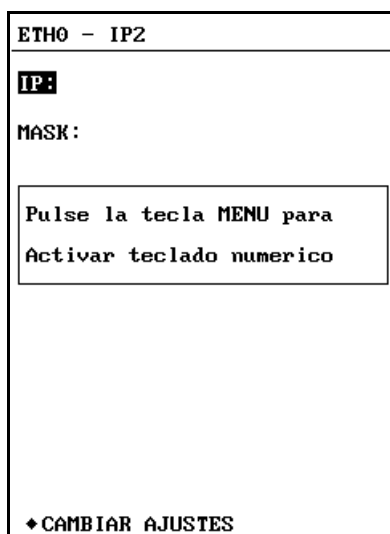 ETH0 - IP2
IP:
MASK:
Pulse la tecla MENU para
Activar teclado numerico
◆CAMBIAR AJUSTES